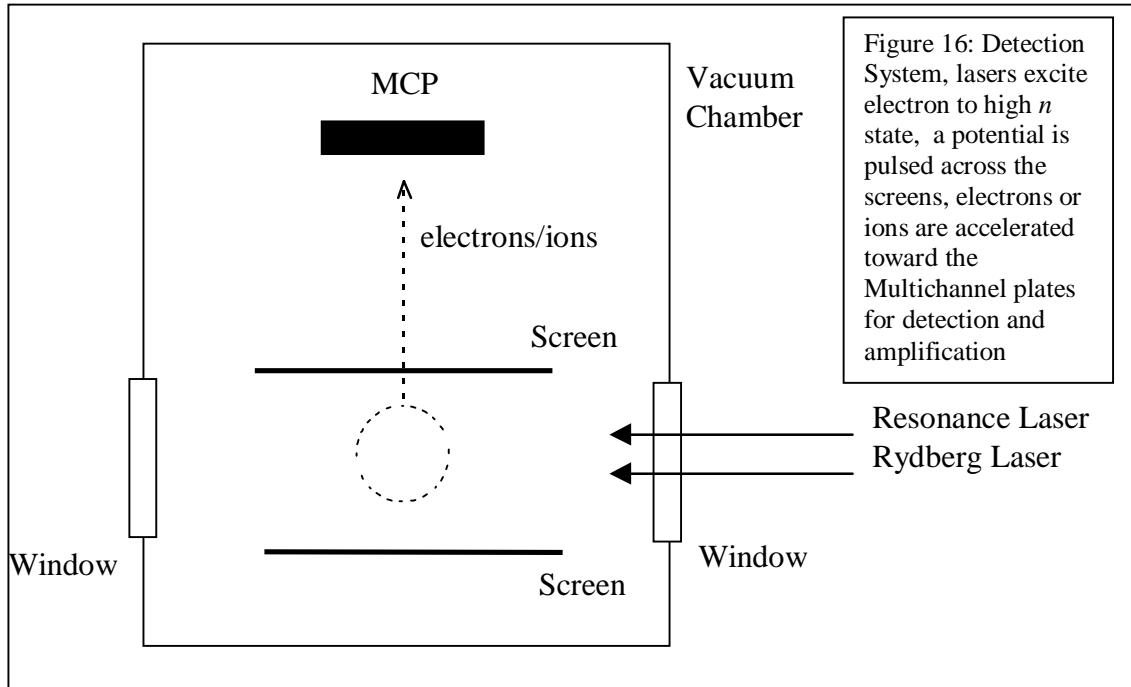 MCP
Vacuum
Chamber
Figure 16: Detection
System, lasers excite
electron to high n
state, a potential is
pulsed across the
screens, electrons or
ions are accelerated
toward the
Multichannel plates
for detection and
amplification
electrons/ions
Screen
Resonance Laser
Rydberg Laser
Window
Window
Screen